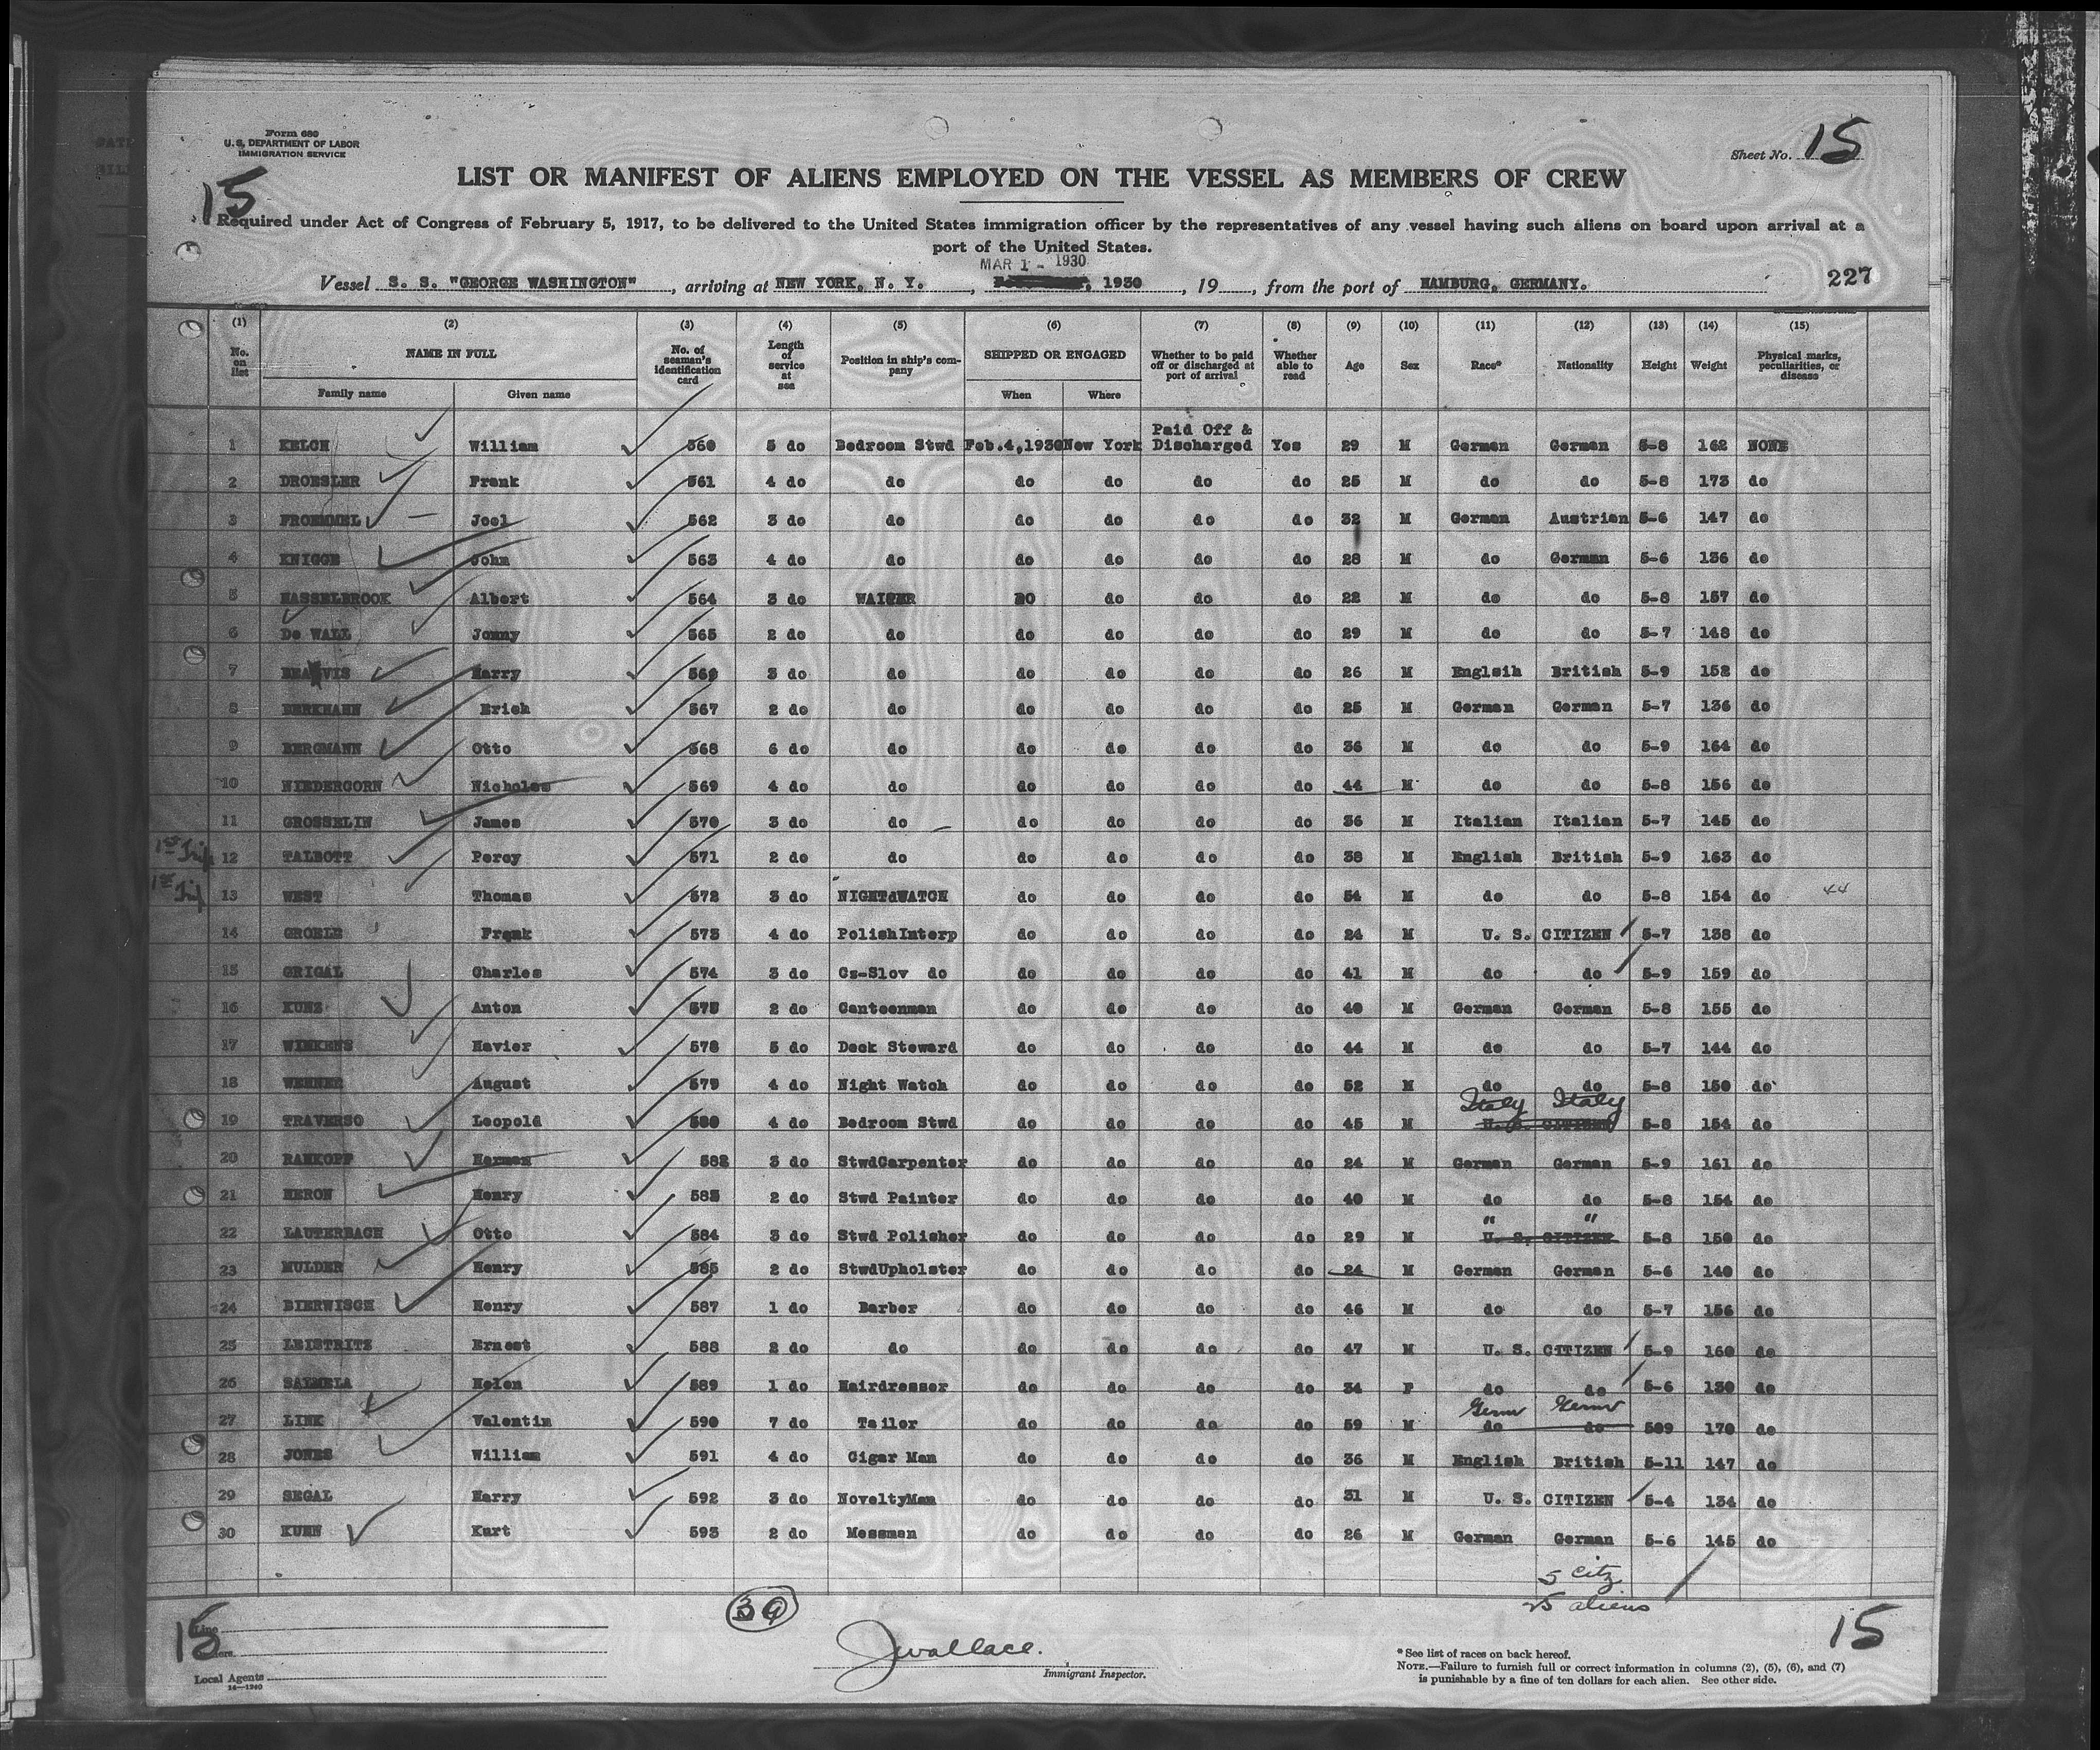 Form 680
U. S. DEPARTMENT OF LABOR
IMMIGRATION SERVICE
Sheet No. 15
15
LIST OR MANIFEST OF ALIENS EMPLOYED ON THE VESSEL AS MEMBERS OF CREW
Required under Act of Congress of February 5, 1917, to be delivered to the United States immigration officer by the representatives of any vessel having such aliens on board upon arrival at a
port of the United States.
MAR 1 - 1930
Vessel S. S. "GEORGE WASHINGTON", arriving at NEW YORK, N. Y., 1930, 19, from the port of HAMBURG, GERMANY.
227
(1) (2) (3) (4) (5) (6) (7) (8) (9) (10) (11) (12) (13) (14) (15)
No. on list NAME IN FULL Family name Given name No. of seaman's identification card Length of service at sea Position in ship's company SHIPPED OR ENGAGED When Where Whether to be paid off or discharged at port of arrival Whether able to read Age Sex Race* Nationality Height Weight Physical marks, peculiarities, or disease
1 KELCH William 560 5 do Bedroom Stwd Feb.4,1930 New York Paid Off & Discharged Yes 29 M German German 5-8 162 NONE
2 DROESLER Frank 561 4 do do do do do do 25 M do do 5-8 173 do
3 FROEMMEL Joel 562 3 do do do do do do 32 M German Austrian 5-6 147 do
4 KNIGGE John 563 4 do do do do do do 28 M do German 5-6 136 do
5 HASSELBROOK Albert 564 3 do WAITER DO do do do 22 M do do 5-8 157 do
6 De WALL Jonny 565 2 do do do do do do 29 M do do 5-7 148 do
7 BEAVIS Harry 566 3 do do do do do do 26 M Englsih British 5-9 152 do
8 BERKHAHN Erich 567 2 do do do do do do 25 M German German 5-7 136 do
9 BERGMANN Otto 568 6 do do do do do do 36 M do do 5-9 164 do
10 NIEDERCORN Nicholas 569 4 do do do do do do 44 M do do 5-8 156 do
11 GROSSELIN James 570 3 do do do do do do 36 M Italian Italian 5-7 145 do
1st Trip 12 TALBOTT Percy 571 2 do do do do do do 38 M English British 5-9 163 do
1st Trip 13 WEST Thomas 572 3 do NIGHTdWATCH do do do do 54 M do do 5-8 154 do 44
14 GROELE Frank 573 4 do PolishInterp do do do do 24 M U. S. CITIZEN 5-7 138 do
15 GRIGAL Charles 574 3 do Cz-Slov do do do do do 41 M do do 5-9 159 do
16 KUNZ Anton 575 2 do Canteenman do do do do 40 M German German 5-8 155 do
17 WINKENS Havier 578 5 do Deck Steward do do do do 44 M do do 5-7 144 do
18 WENNER August 579 4 do Night Watch do do do do 52 M do do 5-8 150 do
Italy Italy
19 TRAVERSO Leopold 580 4 do Bedroom Stwd do do do do 45 M U. S. CITIZEN 5-8 154 do
20 RANKOPF Herman 582 3 do StwdCarpenter do do do do 24 M German German 5-9 161 do
21 HERON Henry 583 2 do Stwd Painter do do do do 40 M do do 5-8 154 do
" "
22 LAUTERBACH Otto 584 3 do Stwd Polisher do do do do 29 M U. S. CITIZEN 5-8 150 do
23 MULDER Henry 585 2 do StwdUpholster do do do do 24 M German German 5-6 140 do
24 BIERWISCH Henry 587 1 do Barber do do do do 46 M do do 5-7 156 do
25 LEISTRITZ Ernest 588 2 do do do do do do 47 M U. S. CITIZEN 5-9 160 do
26 SALMELA Helen 589 1 do Hairdresser do do do do 34 F do do 5-6 130 do
Germ Germ
27 LINK Valentin 590 7 do Tailor do do do do 59 M do do 509 170 do
28 JONES William 591 4 do Cigar Man do do do do 36 M English British 5-11 147 do
29 SEGAL Harry 592 3 do NoveltyMan do do do do 31 M U. S. CITIZEN 5-4 134 do
30 KUHN Kurt 593 2 do Messman do do do do 26 M German German 5-6 145 do
5 citz
25 aliens
15
Line
Local Agents
14—1240
JWallace.
Immigrant Inspector.
15
* See list of races on back hereof.
NOTE.—Failure to furnish full or correct information in columns (2), (5), (6), and (7)
is punishable by a fine of ten dollars for each alien. See other side.